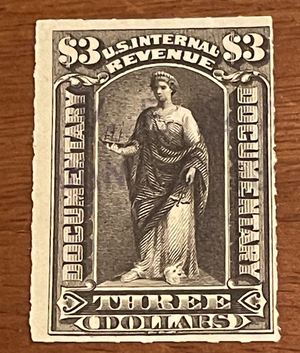 $3 U.S. INTERNAL $3
REVENUE
DOCUMENTARY
DOCUMENTARY
THREE
(DOLLARS)